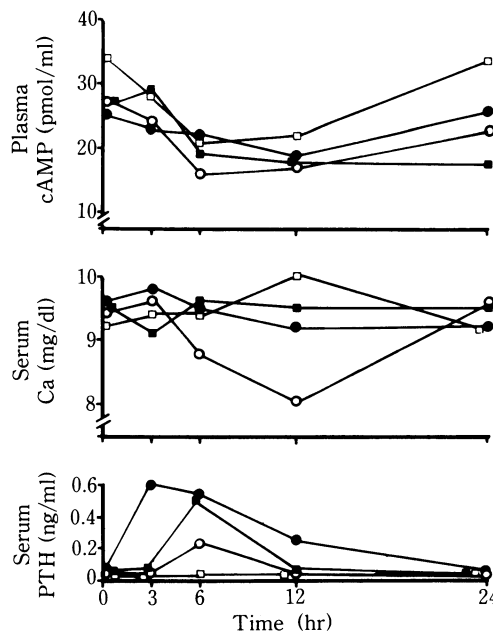 40
30
20
10
Plasma
cAMP (pmol/ml)
10
9
8
Serum
Ca (mg/dl)
0.6
0.4
0.2
0
Serum
PTH (ng/ml)
0 3 6 12 24
Time (hr)